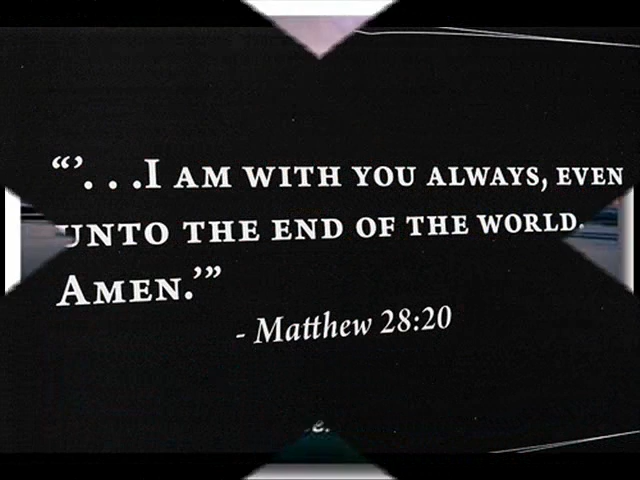 “‘. . .I AM WITH YOU ALWAYS, EVEN
UNTO THE END OF THE WORLD.
AMEN.’”
- Matthew 28:20
e.